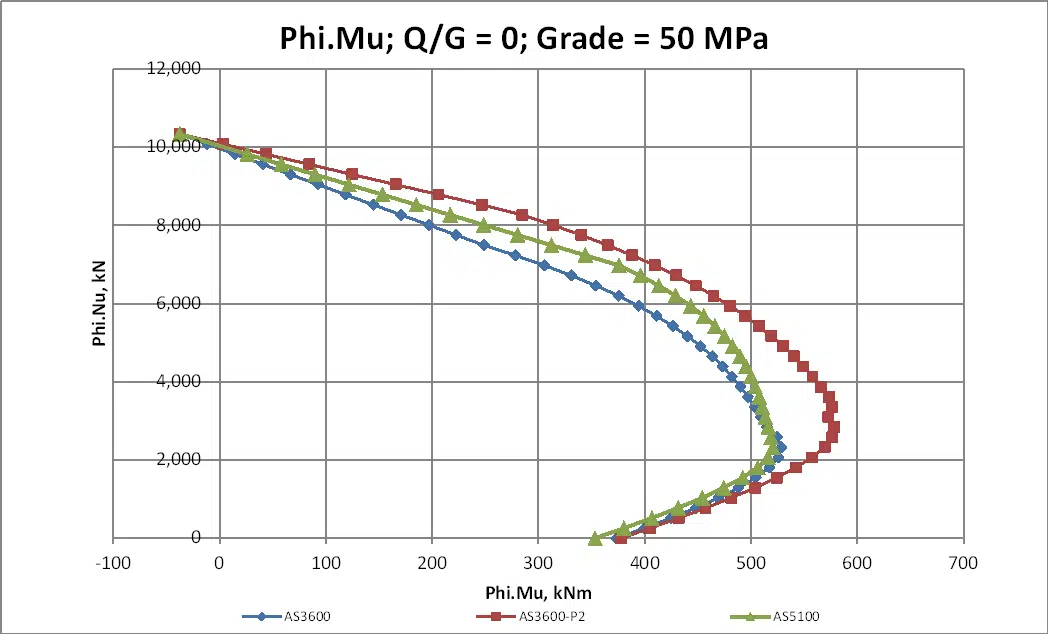 Phi.Mu; Q/G = 0; Grade = 50 MPa
12,000
10,000
8,000
6,000
4,000
2,000
0
Phi.Nu, kN
-100 0 100 200 300 400 500 600 700
Phi.Mu, kNm
AS3600 AS3600-P2 AS5100